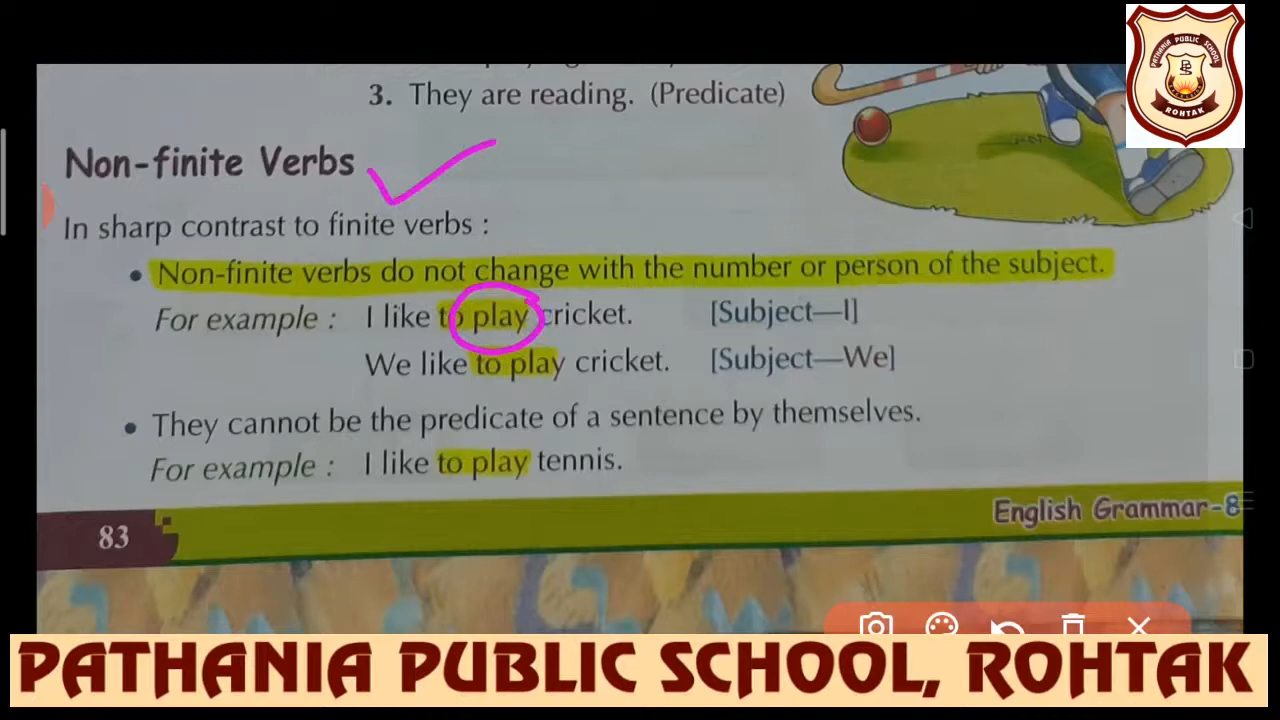 PATHANIA PUBLIC SCHOOL
ROHTAK
3. They are reading. (Predicate)
Non-finite Verbs
In sharp contrast to finite verbs :
• Non-finite verbs do not change with the number or person of the subject.
For example : I like to play cricket. [Subject—I]
We like to play cricket. [Subject—We]
• They cannot be the predicate of a sentence by themselves.
For example : I like to play tennis.
English Grammar-8
83
PATHANIA PUBLIC SCHOOL, ROHTAK